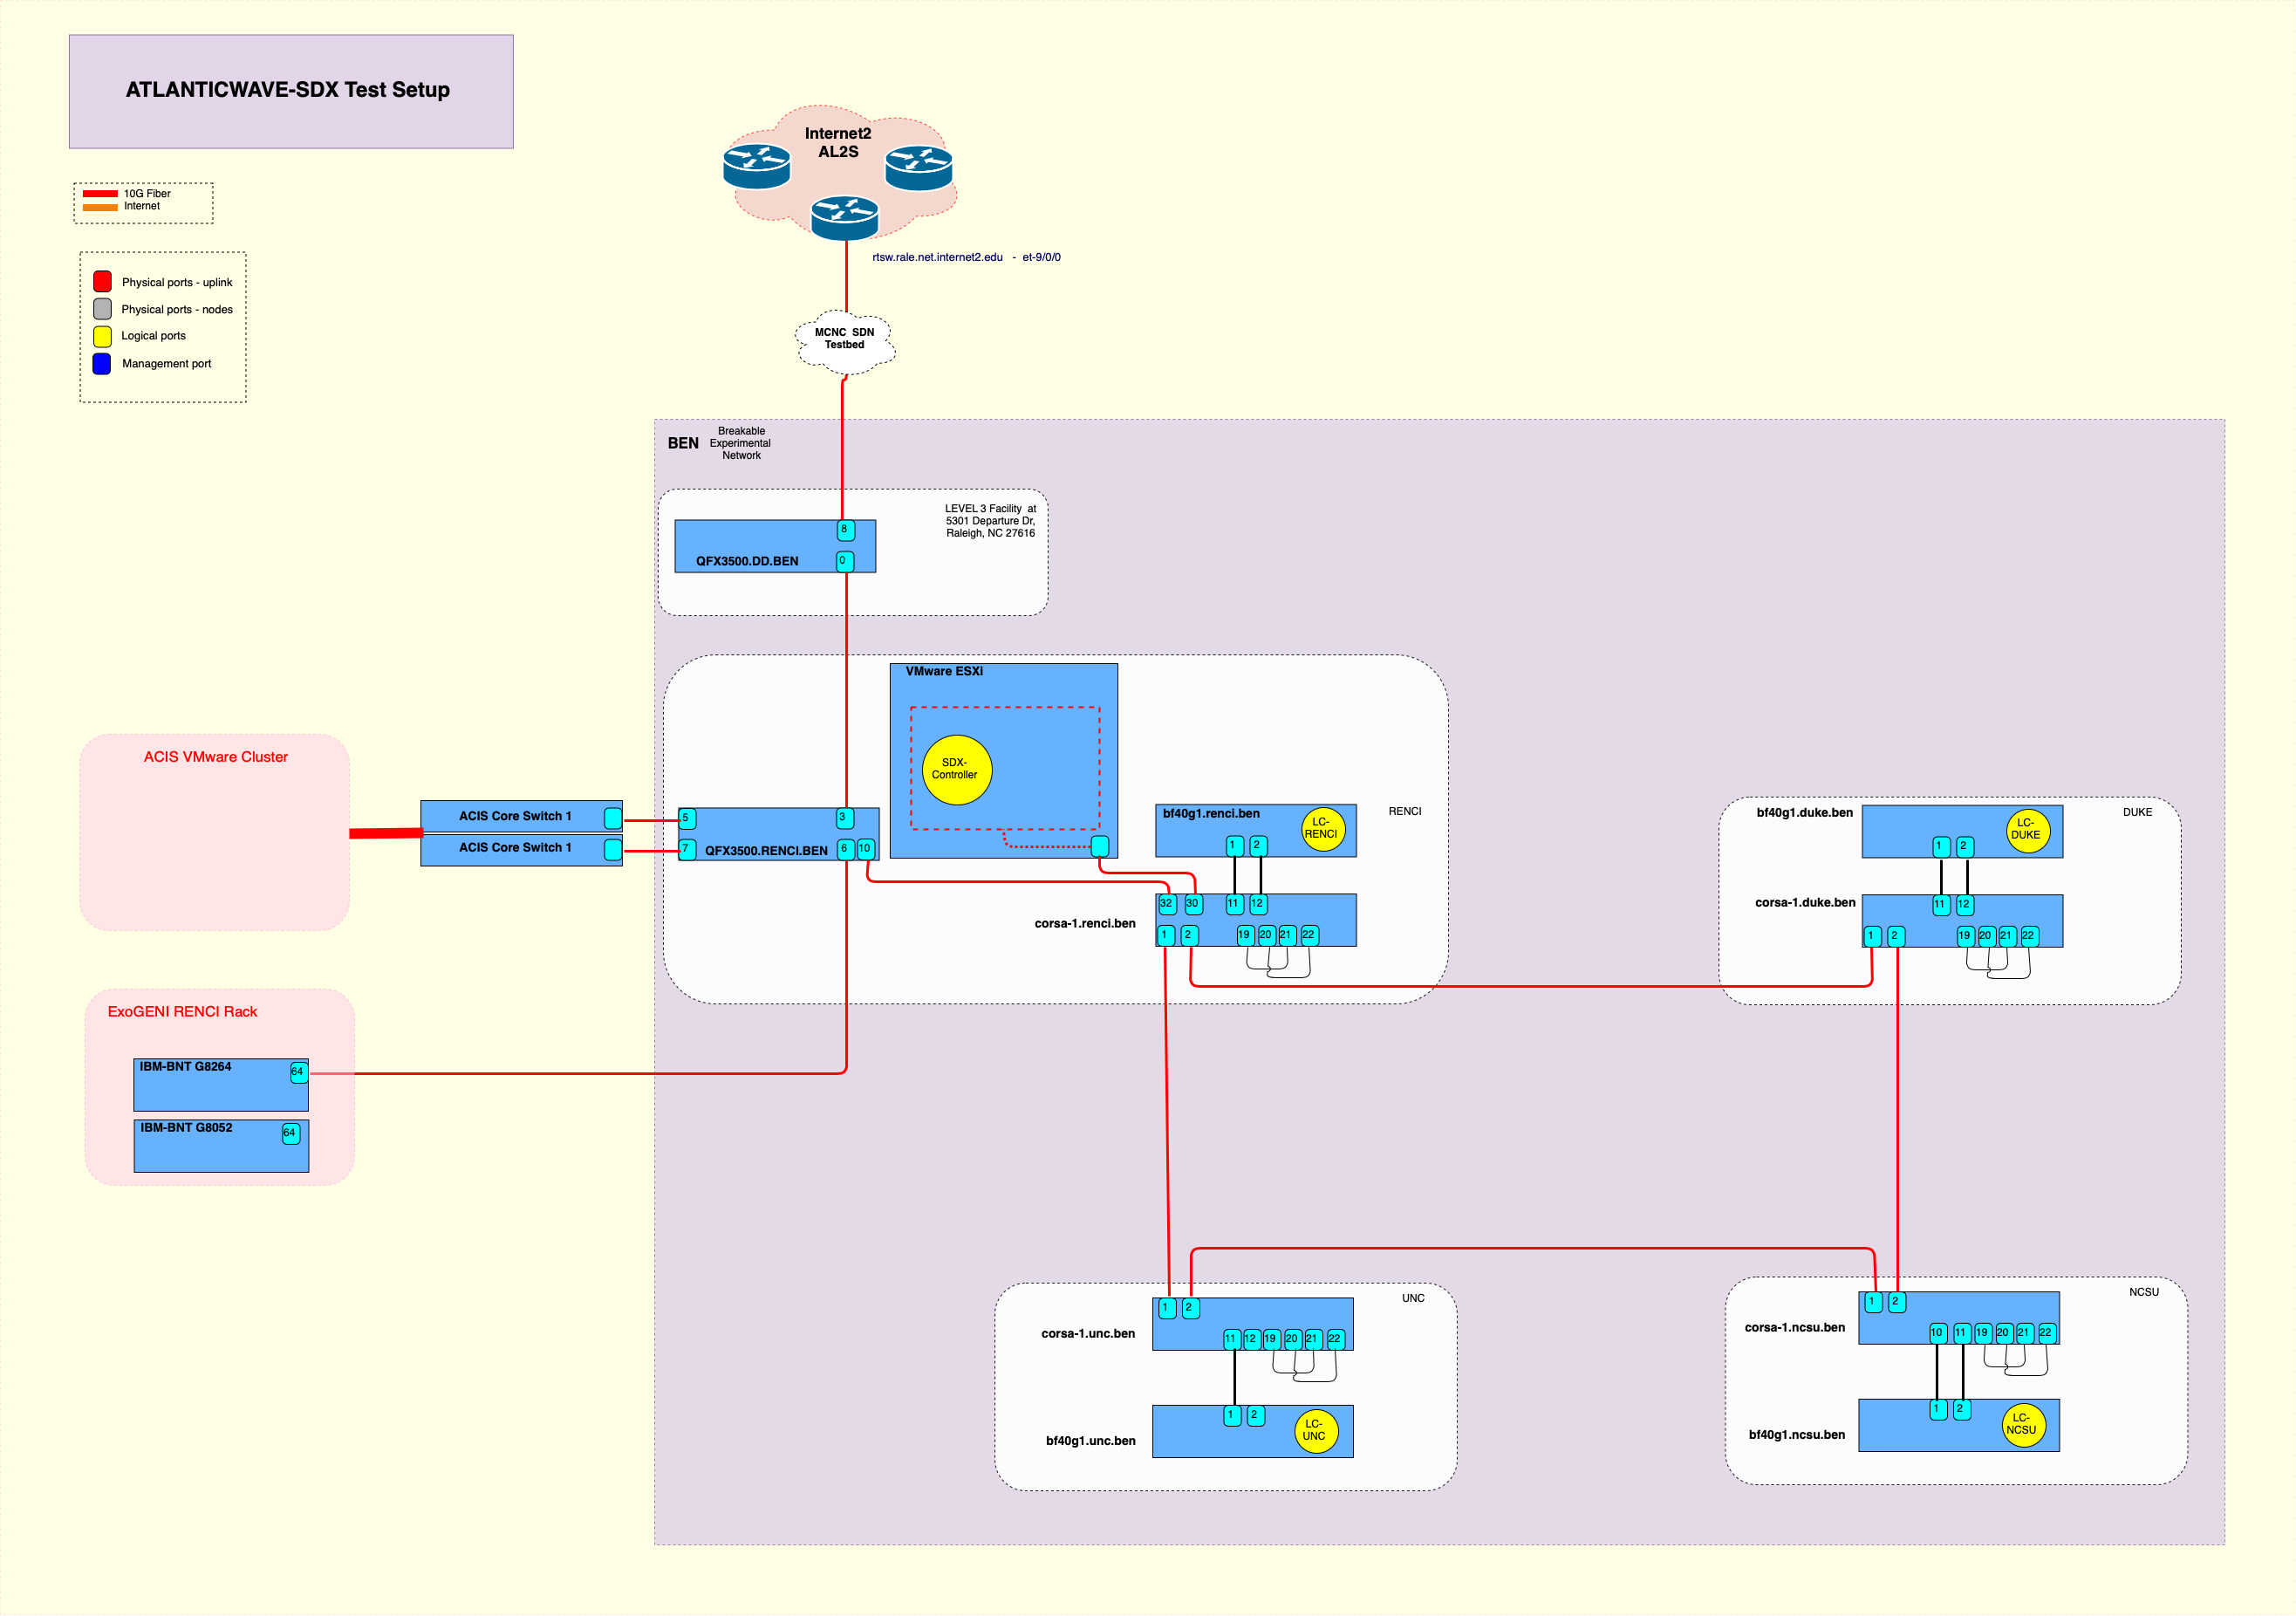 ATLANTICWAVE-SDX Test Setup
10G Fiber
Internet
Physical ports - uplink
Physical ports - nodes
Logical ports
Management port
Internet2
AL2S
rtsw.rale.net.internet2.edu - et-9/0/0
MCNC SDN
Testbed
BEN
Breakable
Experimental
Network
LEVEL 3 Facility at
5301 Departure Dr,
Raleigh, NC 27616
8
QFX3500.DD.BEN
0
VMware ESXi
SDX-
Controller
ACIS VMware Cluster
ACIS Core Switch 1
ACIS Core Switch 1
5
3
7
QFX3500.RENCI.BEN
6
10
RENCI
bf40g1.renci.ben
LC-
RENCI
1
2
32
30
11
12
corsa-1.renci.ben
1
2
19
20
21
22
DUKE
bf40g1.duke.ben
LC-
DUKE
1
2
corsa-1.duke.ben
11
12
1
2
19
20
21
22
ExoGENI RENCI Rack
IBM-BNT G8264
64
IBM-BNT G8052
64
UNC
1
2
corsa-1.unc.ben
11
12
19
20
21
22
1
2
LC-
UNC
bf40g1.unc.ben
NCSU
1
2
corsa-1.ncsu.ben
10
11
19
20
21
22
1
2
LC-
NCSU
bf40g1.ncsu.ben